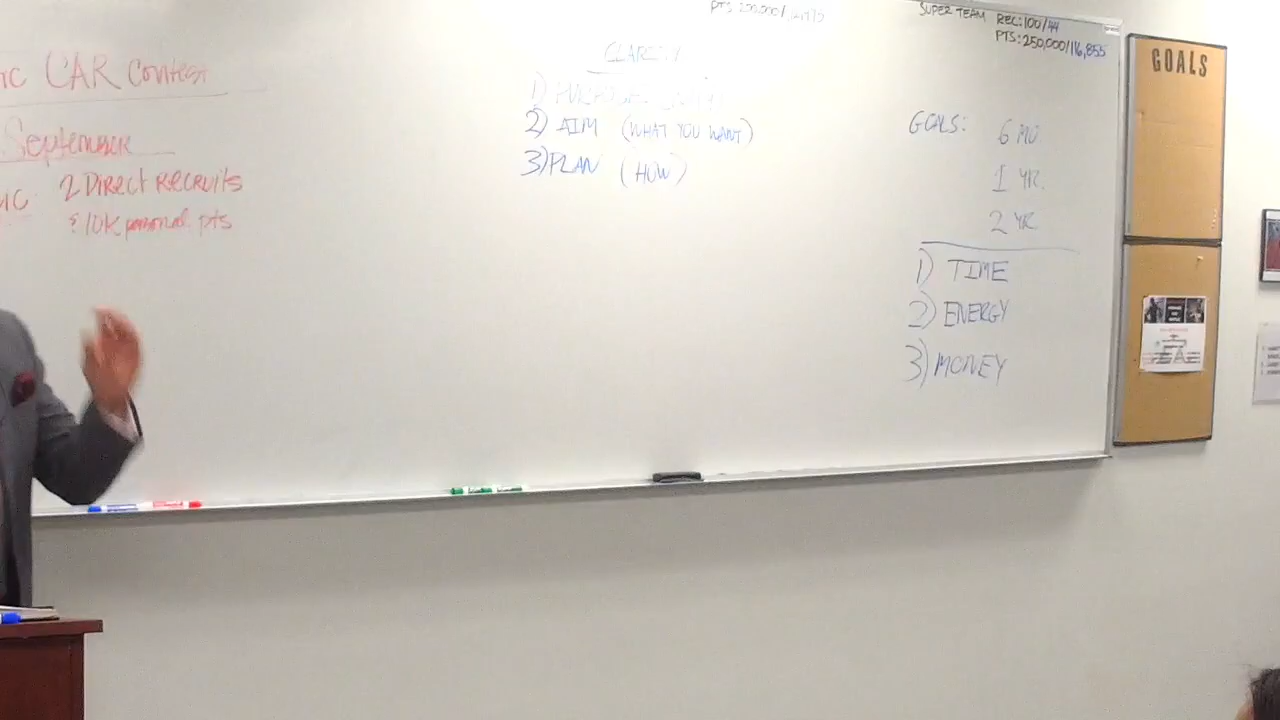 SUPER TEAM REC: 100/44
PTS: 250,000/116,855
CAR Contest
September
2 Direct Recruits
& 10K personal pts
CLARITY
1)
2) AIM (WHAT YOU WANT)
3) PLAN (HOW)
GOALS: 6 MO.
1 YR.
2 YR.
1) TIME
2) ENERGY
3) MONEY
GOALS